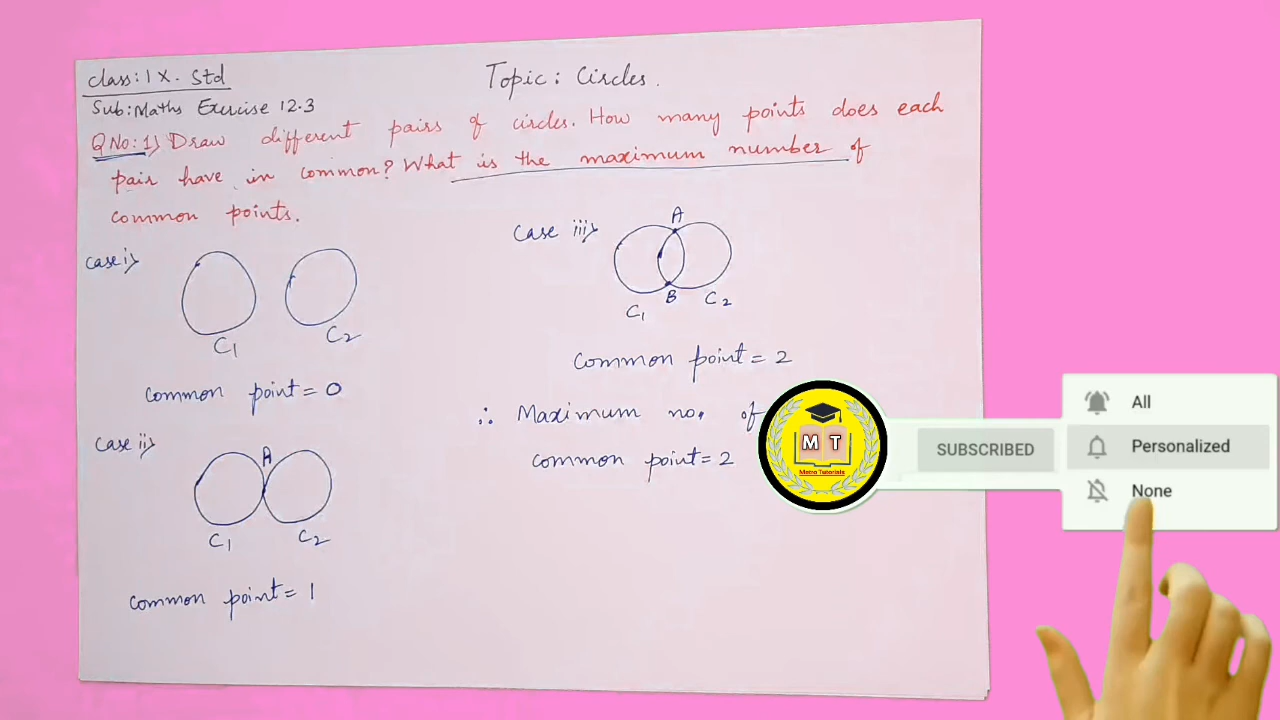 Class: IX. Std
Topic: Circles.
Sub: Maths Exercise 12.3
Q No: 1) Draw different pairs of circles. How many points does each
pair have in common? What is the maximum number of
common points.
Case i)
C1
C2
Common point = 0
Case ii)
A
C1
C2
Common point = 1
Case iii)
A
B
C1
C2
Common point = 2
∴ Maximum no. of
common point = 2
M T
Metro Tutorials
SUBSCRIBED
All
Personalized
None